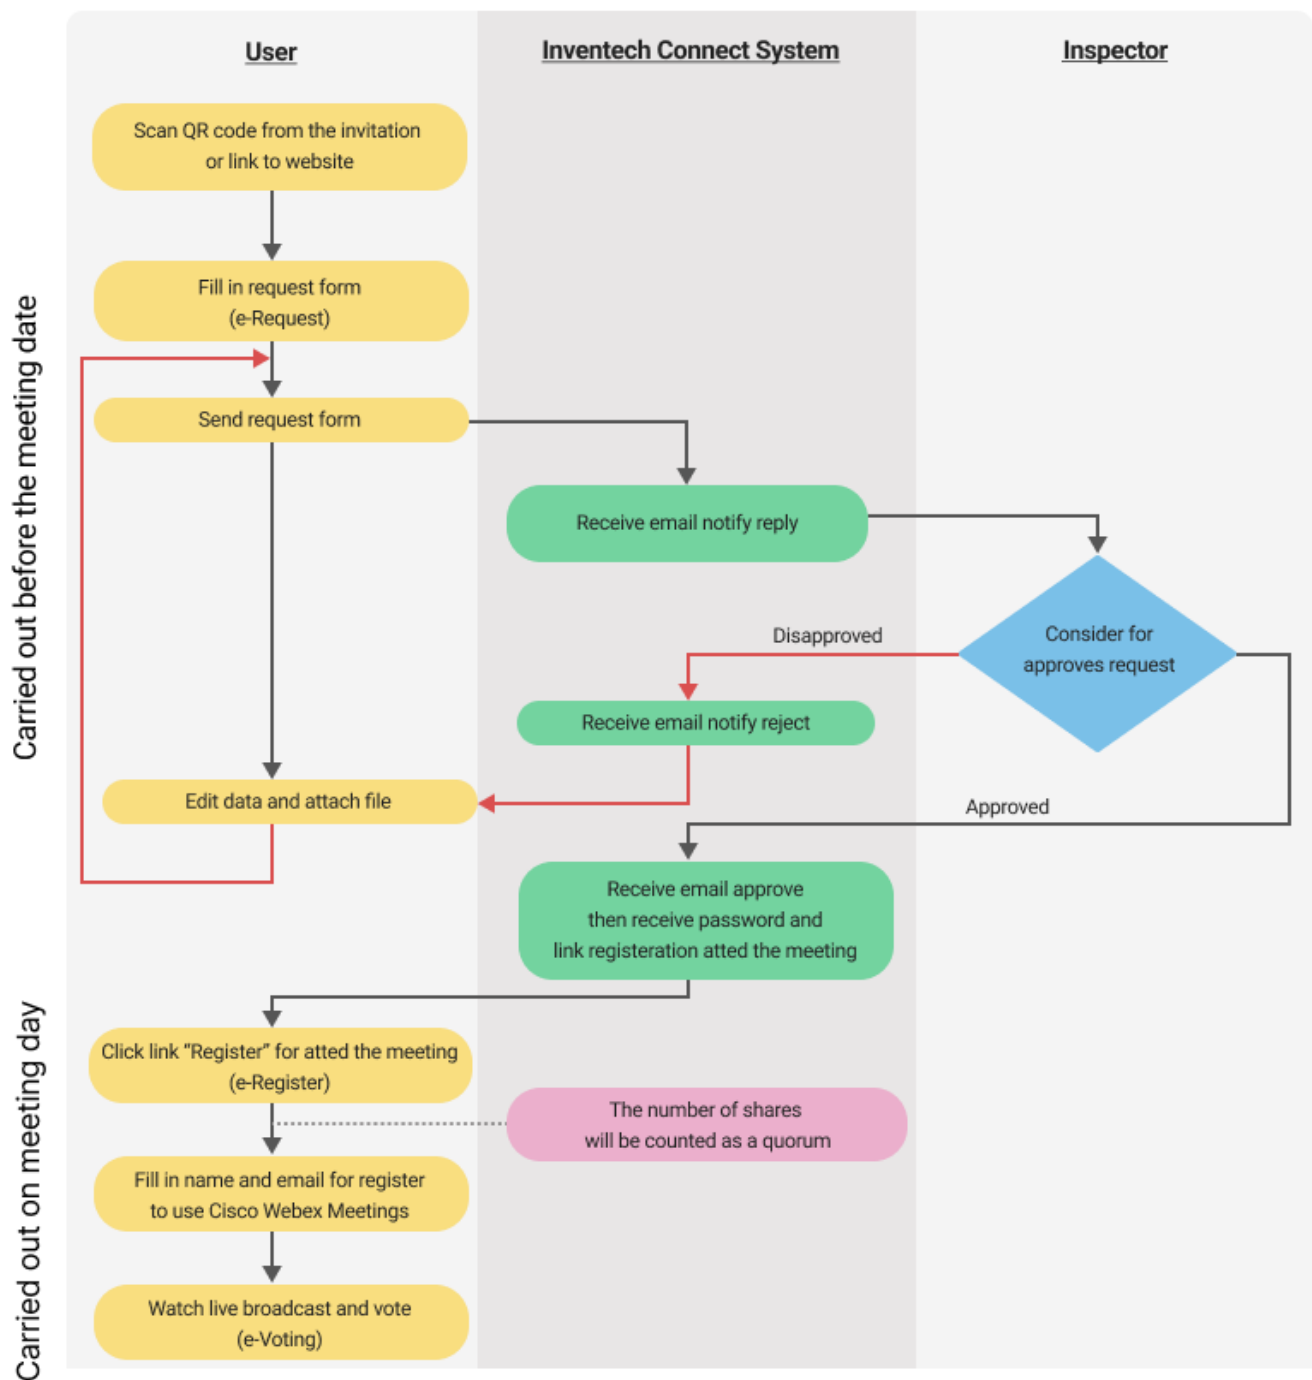 User
Inventech Connect System
Inspector
Carried out before the meeting date
Scan QR code from the invitation
or link to website
Fill in request form
(e-Request)
Send request form
Receive email notify reply
Consider for
approves request
Disapproved
Receive email notify reject
Edit data and attach file
Approved
Receive email approve
then receive password and
link registeration atted the meeting
Carried out on meeting day
Click link “Register” for atted the meeting
(e-Register)
The number of shares
will be counted as a quorum
Fill in name and email for register
to use Cisco Webex Meetings
Watch live broadcast and vote
(e-Voting)